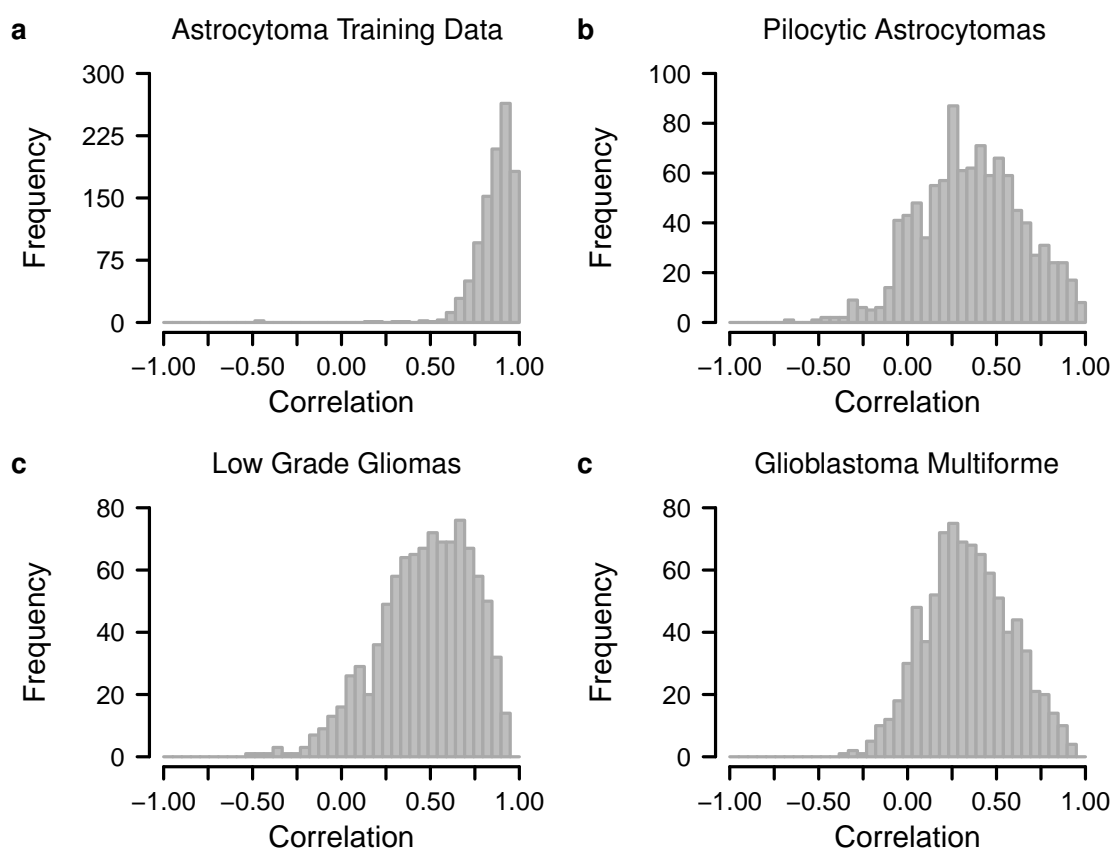 a Astrocytoma Training Data
300
225
150
75
0
Frequency
−1.00 −0.50 0.00 0.50 1.00
Correlation
b Pilocytic Astrocytomas
100
80
60
40
20
0
Frequency
−1.00 −0.50 0.00 0.50 1.00
Correlation
c Low Grade Gliomas
80
60
40
20
0
Frequency
−1.00 −0.50 0.00 0.50 1.00
Correlation
c Glioblastoma Multiforme
80
60
40
20
0
Frequency
−1.00 −0.50 0.00 0.50 1.00
Correlation